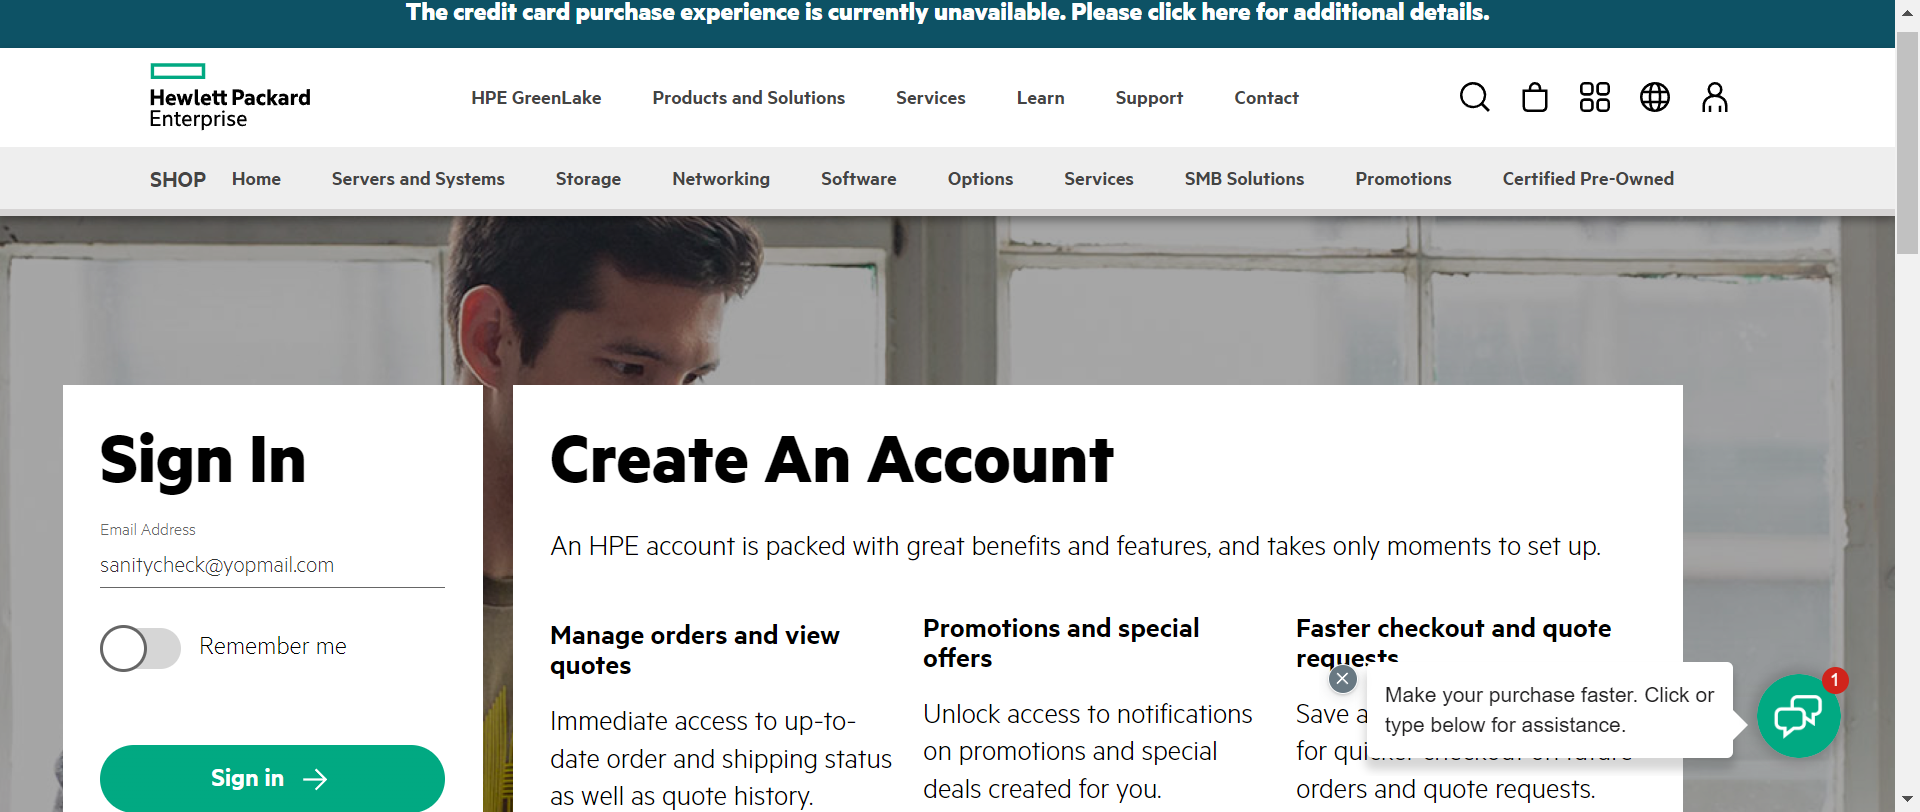 The credit card purchase experience is currently unavailable. Please click here for additional details.
Hewlett Packard
Enterprise
HPE GreenLake Products and Solutions Services Learn Support Contact
SHOP Home Servers and Systems Storage Networking Software Options Services SMB Solutions Promotions Certified Pre-Owned
Sign In
Email Address
sanitycheck@yopmail.com
Remember me
Sign in
Create An Account
An HPE account is packed with great benefits and features, and takes only moments to set up.
Manage orders and view
quotes
Immediate access to up-to-
date order and shipping status
as well as quote history.
Promotions and special
offers
Unlock access to notifications
on promotions and special
deals created for you.
Faster checkout and quote
requests
Save
for
orders and quote requests.
Make your purchase faster. Click or
type below for assistance.
1